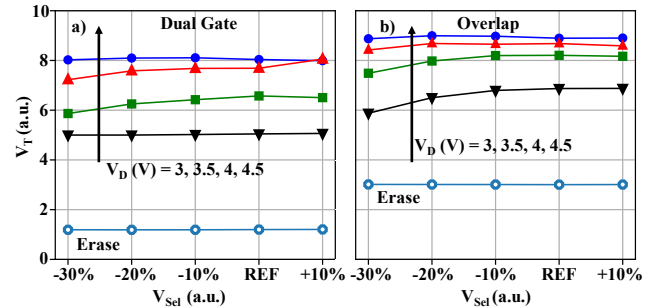 a) Dual Gate
b) Overlap
10
8
6
4
2
0
V_T (a.u.)
V_D (V) = 3, 3.5, 4, 4.5
V_D (V) = 3, 3.5, 4, 4.5
Erase
Erase
-30% -20% -10% REF +10%
-30% -20% -10% REF +10%
V_Sel (a.u.)
V_Sel (a.u.)